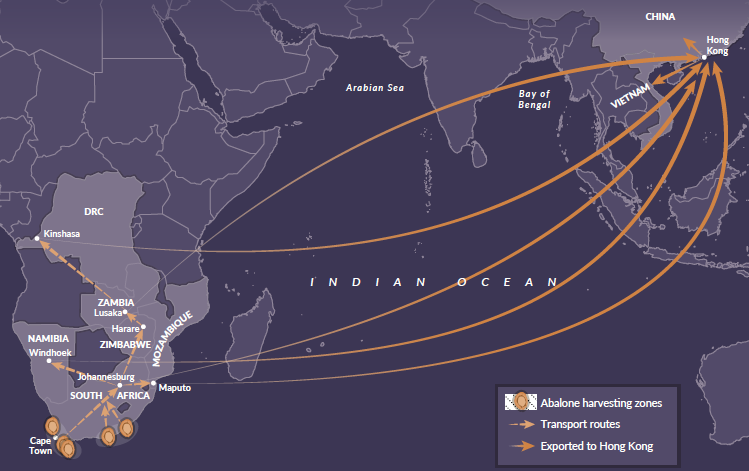 CHINA
Hong
Kong
Arabian Sea
Bay of
Bengal
VIETNAM
DRC
Kinshasa
INDIAN OCEAN
ZAMBIA
Lusaka
Harare
ZIMBABWE
MOZAMBIQUE
NAMIBIA
Windhoek
Johannesburg
Maputo
SOUTH AFRICA
Cape
Town
Abalone harvesting zones
Transport routes
Exported to Hong Kong